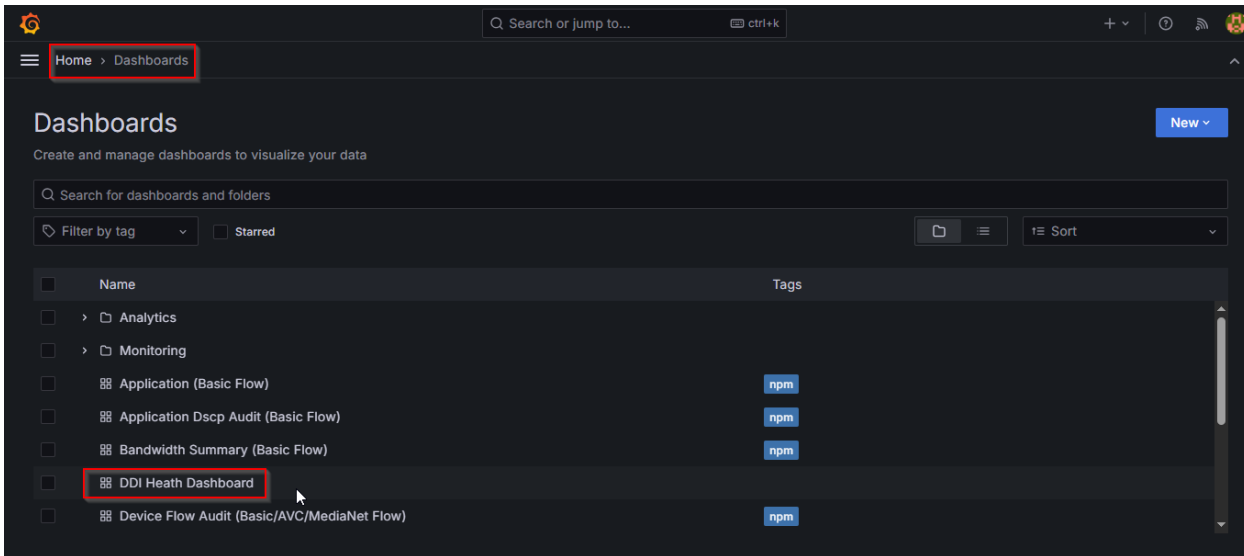 Search or jump to... ctrl+k
Home > Dashboards
Dashboards
New
Create and manage dashboards to visualize your data
Search for dashboards and folders
Filter by tag Starred Sort
Name Tags
Analytics
Monitoring
Application (Basic Flow) npm
Application Dscp Audit (Basic Flow) npm
Bandwidth Summary (Basic Flow) npm
DDI Heath Dashboard
Device Flow Audit (Basic/AVC/MediaNet Flow) npm